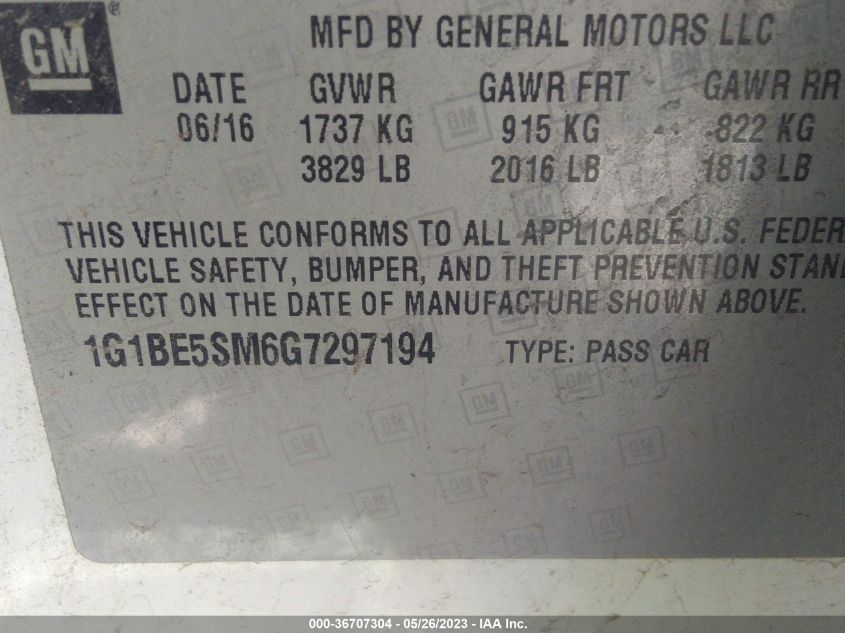 GM
MFD BY GENERAL MOTORS LLC
DATE GVWR GAWR FRT GAWR RR
06/16 1737 KG 915 KG 822 KG
3829 LB 2016 LB 1813 LB
THIS VEHICLE CONFORMS TO ALL APPLICABLE U.S. FEDER
VEHICLE SAFETY, BUMPER, AND THEFT PREVENTION STAN
EFFECT ON THE DATE OF MANUFACTURE SHOWN ABOVE.
1G1BE5SM6G7297194 TYPE: PASS CAR
000-36707304 - 05/26/2023 - IAA Inc.